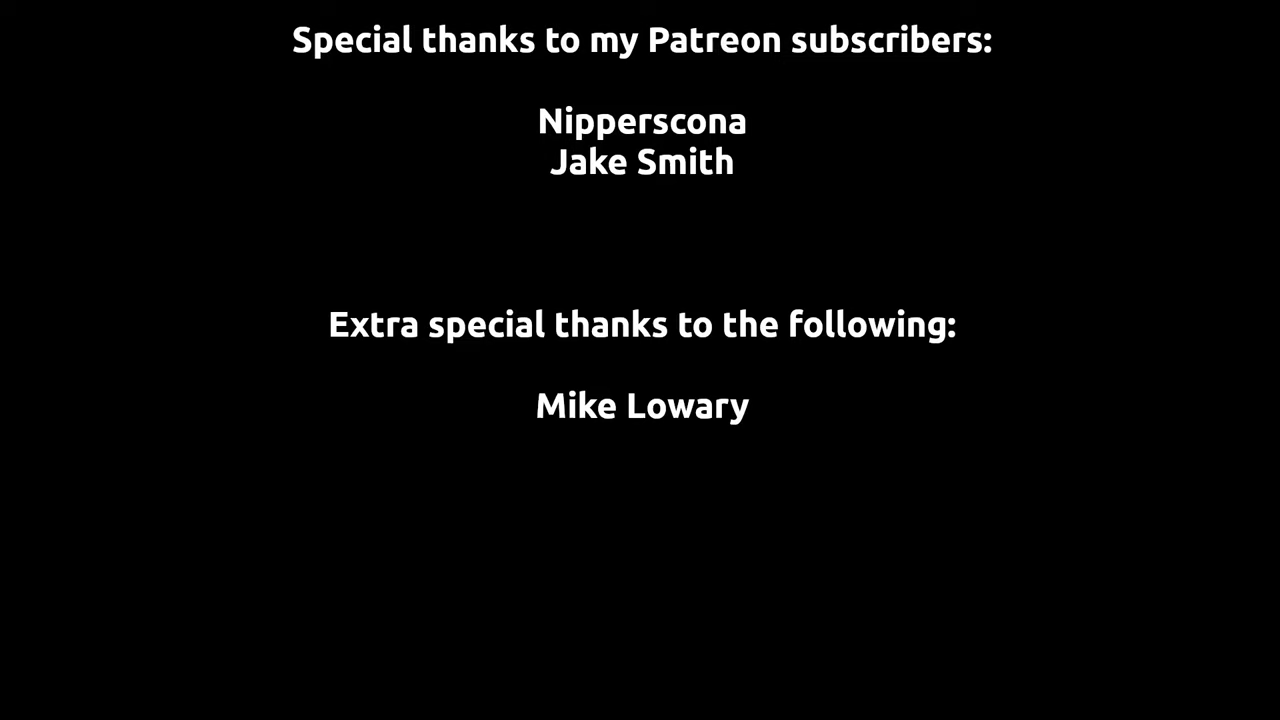 Special thanks to my Patreon subscribers:
Nipperscona
Jake Smith
Extra special thanks to the following:
Mike Lowary